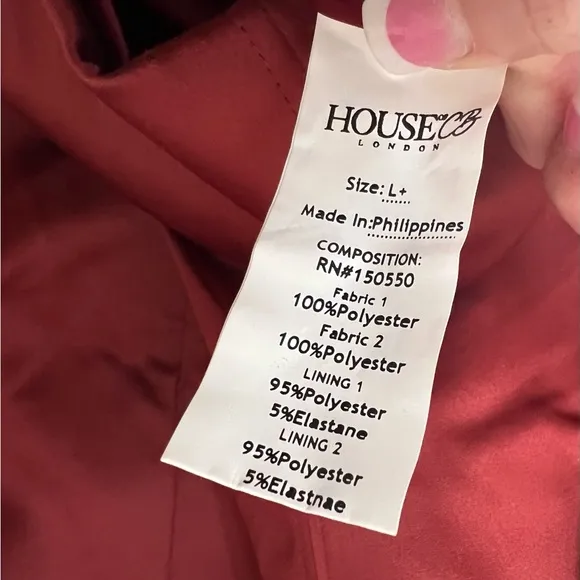 HOUSE OF CB
LONDON
Size: L+
Made In:Philippines
COMPOSITION:
RN#150550
Fabric 1
100%Polyester
Fabric 2
100%Polyester
LINING 1
95%Polyester
5%Elastane
LINING 2
95%Polyester
5%Elastnae